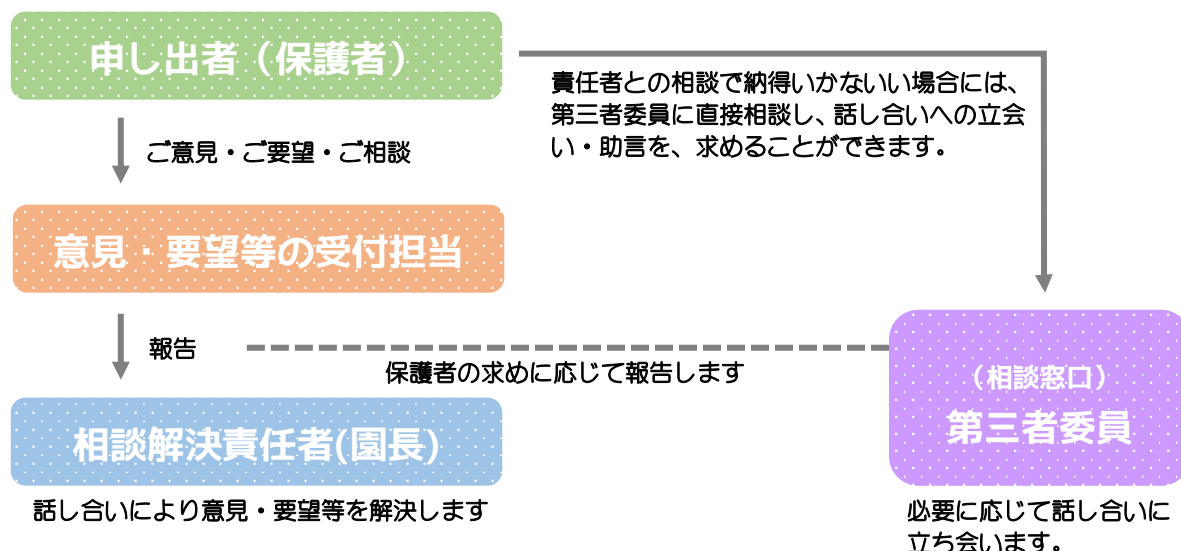 申し出者（保護者）
責任者との相談で納得いかないい場合には、
第三者委員に直接相談し、話し合いへの立会
い・助言を、求めることができます。
ご意見・ご要望・ご相談
意見・要望等の受付担当
報告
保護者の求めに応じて報告します
（相談窓口）
第三者委員
相談解決責任者(園長)
話し合いにより意見・要望等を解決します
必要に応じて話し合いに
立ち会います。